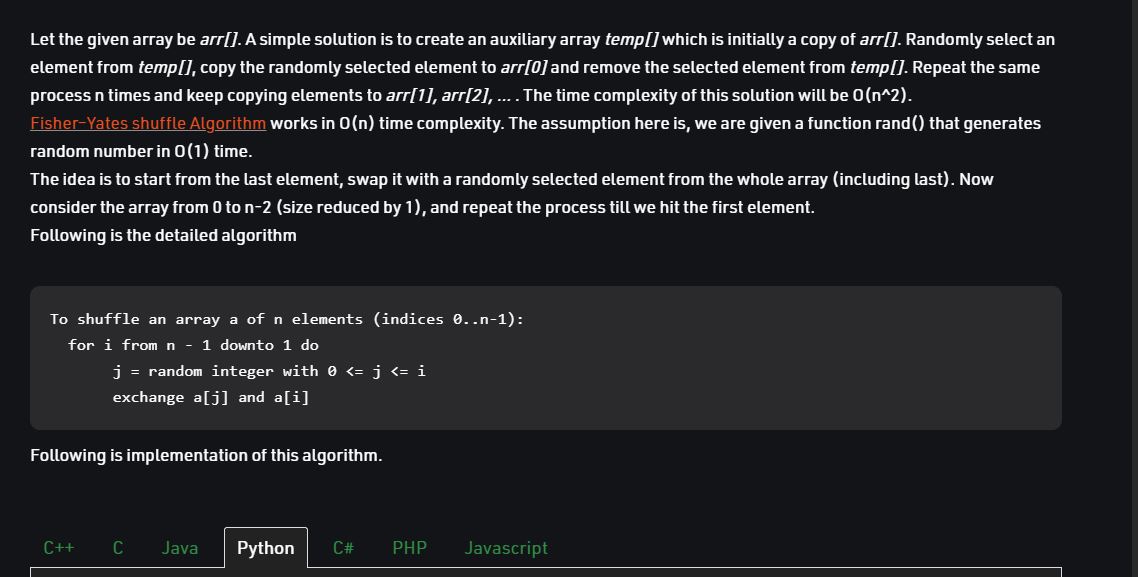 Let the given array be arr[]. A simple solution is to create an auxiliary array temp[] which is initially a copy of arr[]. Randomly select an
element from temp[], copy the randomly selected element to arr[0] and remove the selected element from temp[]. Repeat the same
process n times and keep copying elements to arr[1], arr[2], ... . The time complexity of this solution will be O(n^2).
Fisher-Yates shuffle Algorithm works in O(n) time complexity. The assumption here is, we are given a function rand() that generates
random number in O(1) time.
The idea is to start from the last element, swap it with a randomly selected element from the whole array (including last). Now
consider the array from 0 to n-2 (size reduced by 1), and repeat the process till we hit the first element.
Following is the detailed algorithm
To shuffle an array a of n elements (indices 0..n-1):
for i from n - 1 downto 1 do
j = random integer with 0 <= j <= i
exchange a[j] and a[i]
Following is implementation of this algorithm.
C++ C Java Python C# PHP Javascript